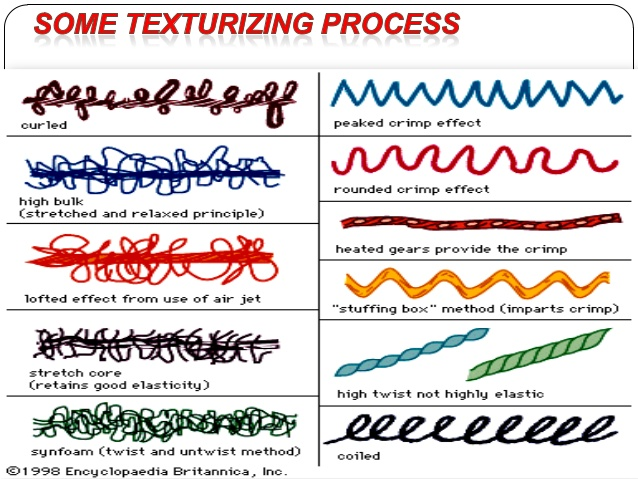 SOME TEXTURIZING PROCESS
curled
high bulk
(stretched and relaxed principle)
lofted effect from use of air jet
stretch core
(retains good elasticity)
synfoam (twist and untwist method)
©1998 Encyclopaedia Britannica, Inc.
peaked crimp effect
rounded crimp effect
heated gears provide the crimp
"stuffing box" method (imparts crimp)
high twist not highly elastic
coiled